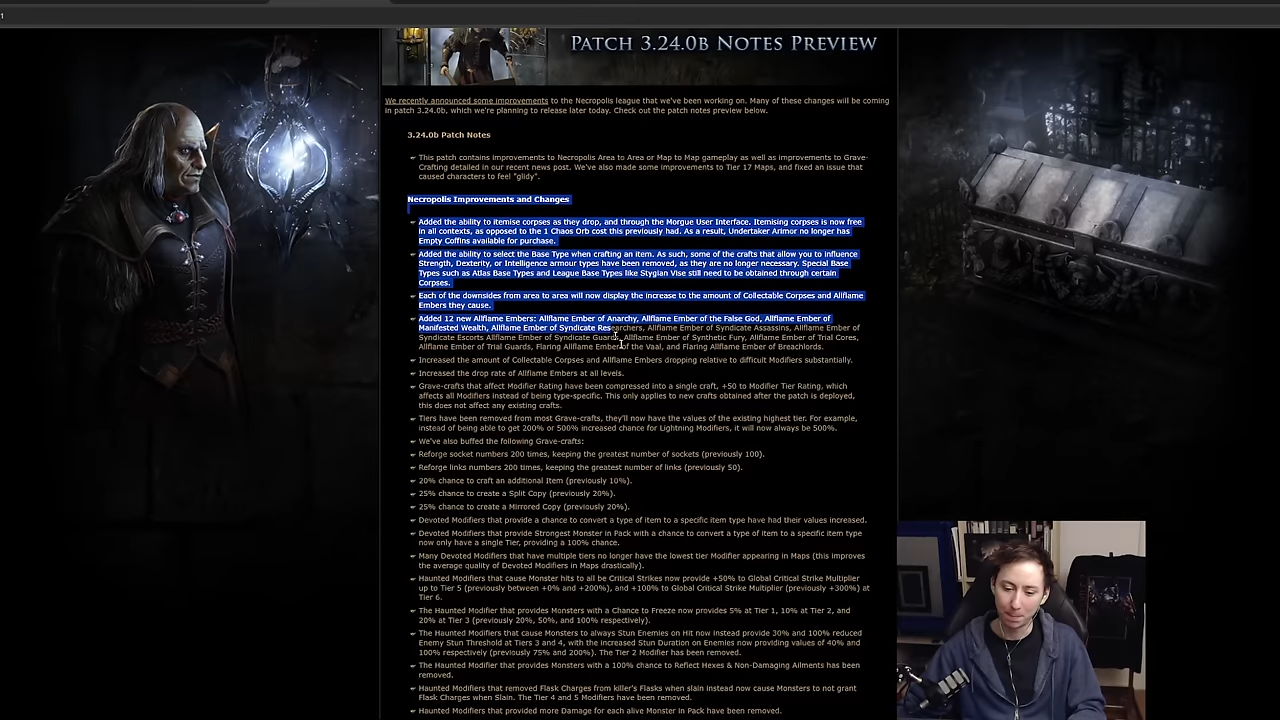 1
PATCH 3.24.0B NOTES PREVIEW
We recently announced some improvements to the Necropolis league that we've been working on. Many of these changes will be coming
in patch 3.24.0b, which we're planning to release later today. Check out the patch notes preview below.
3.24.0b Patch Notes
This patch contains improvements to Necropolis Area to Area or Map to Map gameplay as well as improvements to Grave-
Crafting detailed in our recent news post. We've also made some improvements to Tier 17 Maps, and fixed an issue that
caused characters to feel "glidy".
Necropolis Improvements and Changes
Added the ability to itemise corpses as they drop, and through the Morgue User Interface. Itemising corpses is now free
in all contexts, as opposed to the 1 Chaos Orb cost this previously had. As a result, Undertaker Arimor no longer has
Empty Coffins available for purchase.
Added the ability to select the Base Type when crafting an item. As such, some of the crafts that allow you to influence
Strength, Dexterity, or Intelligence armour types have been removed, as they are no longer necessary. Special Base
Types such as Atlas Base Types and League Base Types like Stygian Vise still need to be obtained through certain
Corpses.
Each of the downsides from area to area will now display the increase to the amount of Collectable Corpses and Allflame
Embers they cause.
Added 12 new Allflame Embers: Allflame Ember of Anarchy, Allflame Ember of the False God, Allflame Ember of
Manifested Wealth, Allflame Ember of Syndicate Researchers, Allflame Ember of Syndicate Assassins, Allflame Ember of
Syndicate Escorts Allflame Ember of Syndicate Guards, Allflame Ember of Synthetic Fury, Allflame Ember of Trial Cores,
Allflame Ember of Trial Guards, Flaring Allflame Ember of the Vaal, and Flaring Allflame Ember of Breachlords.
Increased the amount of Collectable Corpses and Allflame Embers dropping relative to difficult Modifiers substantially.
Increased the drop rate of Allflame Embers at all levels.
Grave-crafts that affect Modifier Rating have been compressed into a single craft, +50 to Modifier Tier Rating, which
affects all Modifiers instead of being type-specific. This only applies to new crafts obtained after the patch is deployed,
this does not affect any existing crafts.
Tiers have been removed from most Grave-crafts, they'll now have the values of the existing highest tier. For example,
instead of being able to get 200% or 500% increased chance for Lightning Modifiers, it will now always be 500%.
We've also buffed the following Grave-crafts:
Reforge socket numbers 200 times, keeping the greatest number of sockets (previously 100).
Reforge links numbers 200 times, keeping the greatest number of links (previously 50).
20% chance to craft an additional Item (previously 10%).
25% chance to create a Split Copy (previously 20%).
25% chance to create a Mirrored Copy (previously 20%).
Devoted Modifiers that provide a chance to convert a type of item to a specific item type have had their values increased.
Devoted Modifiers that provide Strongest Monster in Pack with a chance to convert a type of item to a specific item type
now only have a single Tier, providing a 100% chance.
Many Devoted Modifiers that have multiple tiers no longer have the lowest tier Modifier appearing in Maps (this improves
the average quality of Devoted Modifiers in Maps drastically).
Haunted Modifiers that cause Monster hits to all be Critical Strikes now provide +50% to Global Critical Strike Multiplier
up to Tier 5 (previously between +0% and +200%), and +100% to Global Critical Strike Multiplier (previously +300%) at
Tier 6.
The Haunted Modifier that provides Monsters with a Chance to Freeze now provides 5% at Tier 1, 10% at Tier 2, and
20% at Tier 3 (previously 20%, 50%, and 100% respectively).
The Haunted Modifiers that cause Monsters to always Stun Enemies on Hit now instead provide 30% and 100% reduced
Enemy Stun Threshold at Tiers 3 and 4, with the increased Stun Duration on Enemies now providing values of 40% and
100% respectively (previously 75% and 200%). The Tier 2 Modifier has been removed.
The Haunted Modifier that provides Monsters with a 100% chance to Reflect Hexes & Non-Damaging Ailments has been
removed.
Haunted Modifiers that removed Flask Charges from killer's Flasks when slain instead now cause Monsters to not grant
Flask Charges when Slain. The Tier 4 and 5 Modifiers have been removed.
Haunted Modifiers that provided more Damage for each alive Monster in Pack have been removed.